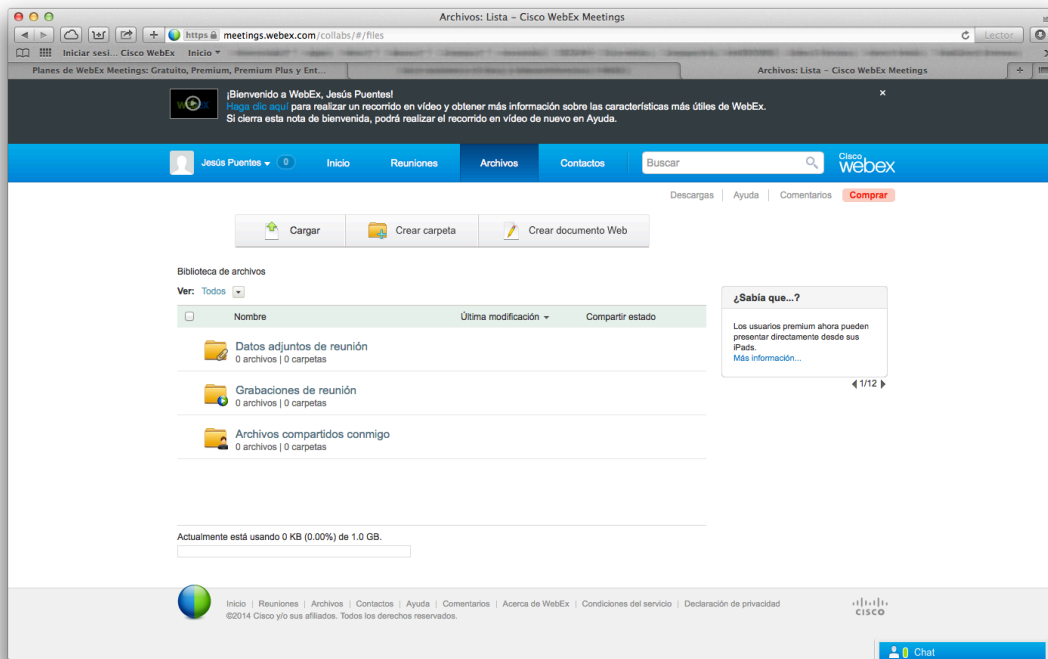 Archivos: Lista – Cisco WebEx Meetings
https meetings.webex.com/collabs/#/files
Lector
Iniciar sesi... Cisco WebEx Inicio
Planes de WebEx Meetings: Gratuito, Premium, Premium Plus y Ent...
Archivos: Lista – Cisco WebEx Meetings
¡Bienvenido a WebEx, Jesús Puentes!
Haga clic aquí para realizar un recorrido en vídeo y obtener más información sobre las características más útiles de WebEx.
Si cierra esta nota de bienvenida, podrá realizar el recorrido en vídeo de nuevo en Ayuda.
Jesús Puentes 0 Inicio Reuniones Archivos Contactos Buscar Cisco webex
Descargas Ayuda Comentarios Comprar
Cargar Crear carpeta Crear documento Web
Biblioteca de archivos
Ver: Todos
Nombre Última modificación Compartir estado
Datos adjuntos de reunión
0 archivos | 0 carpetas
Grabaciones de reunión
0 archivos | 0 carpetas
Archivos compartidos conmigo
0 archivos | 0 carpetas
¿Sabía que...?
Los usuarios premium ahora pueden
presentar directamente desde sus
iPads.
Más información...
1/12
Actualmente está usando 0 KB (0.00%) de 1.0 GB.
Inicio | Reuniones | Archivos | Contactos | Ayuda | Comentarios | Acerca de WebEx | Condiciones del servicio | Declaración de privacidad
©2014 Cisco y/o sus afiliados. Todos los derechos reservados.
CISCO
Chat